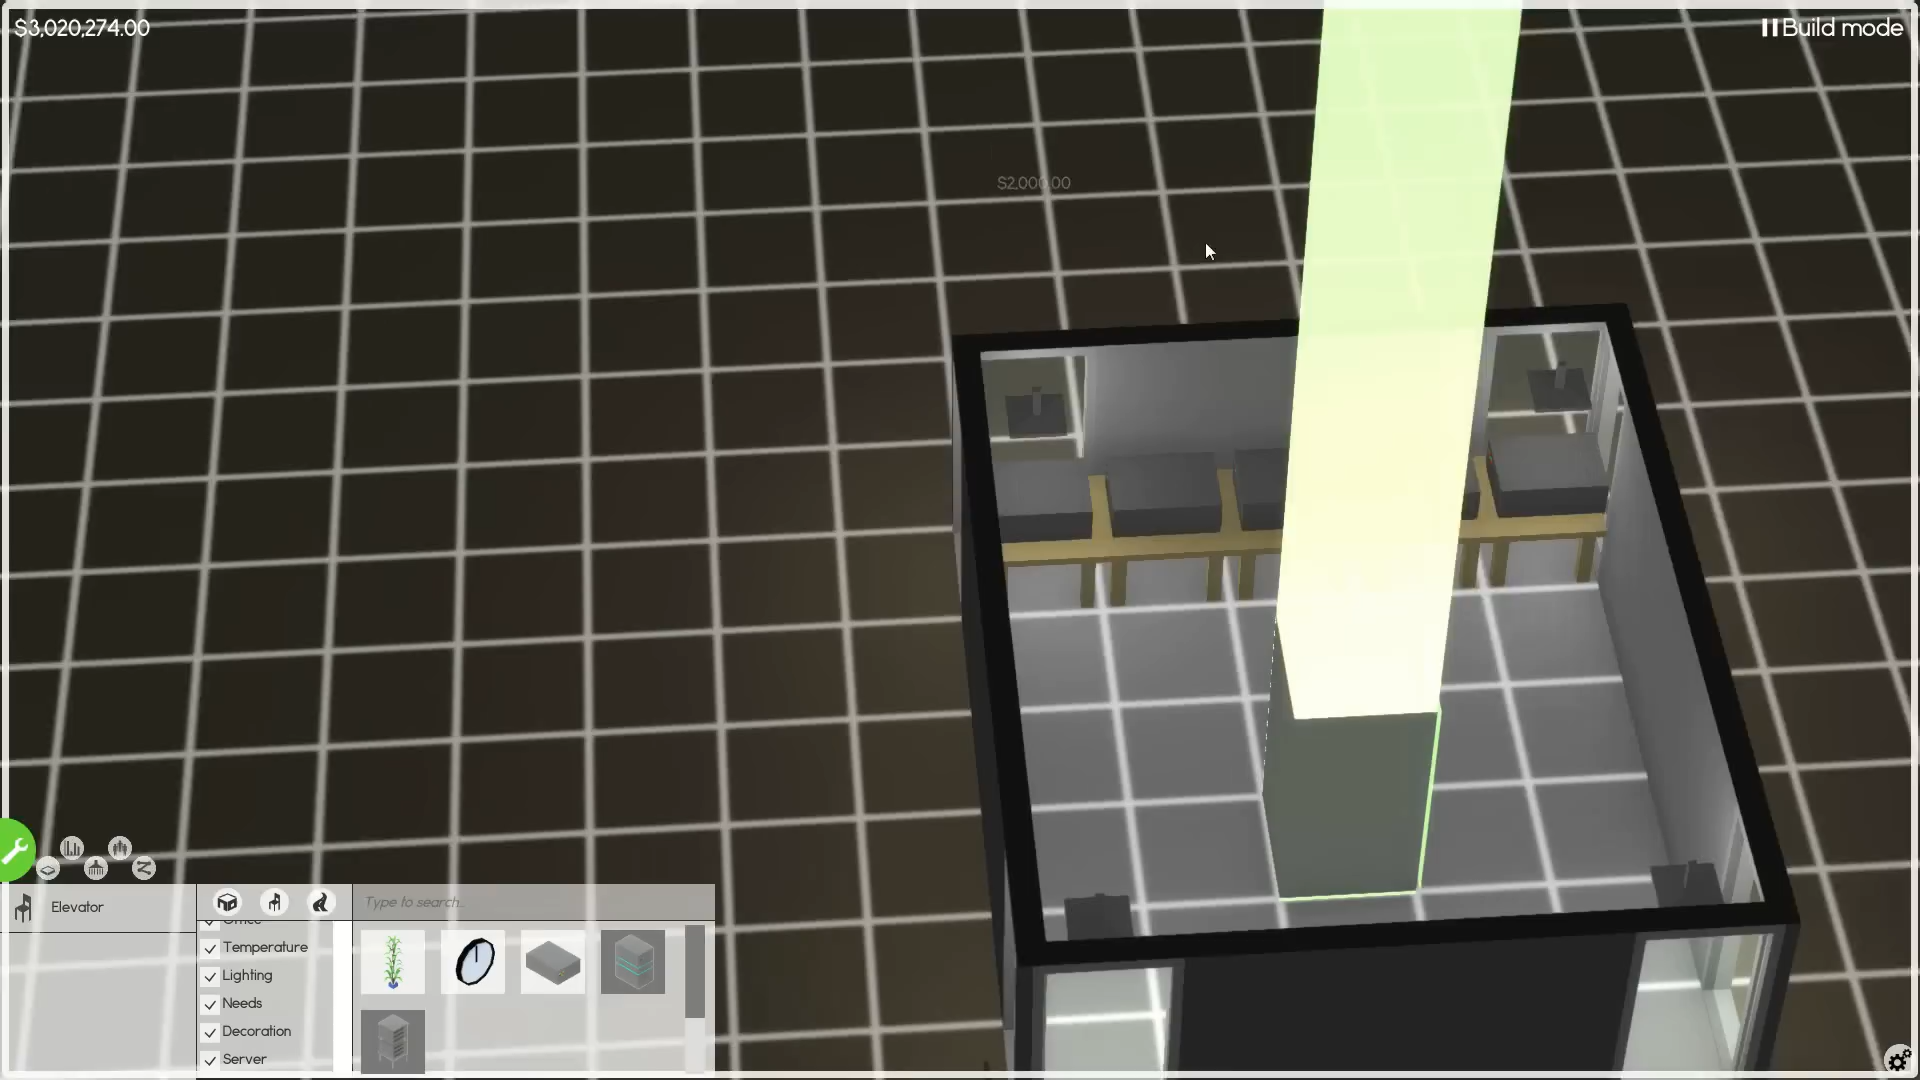 $3,020,274.00
Build mode
$2,000.00
Elevator
Type to search...
Temperature
Lighting
Needs
Decoration
Server